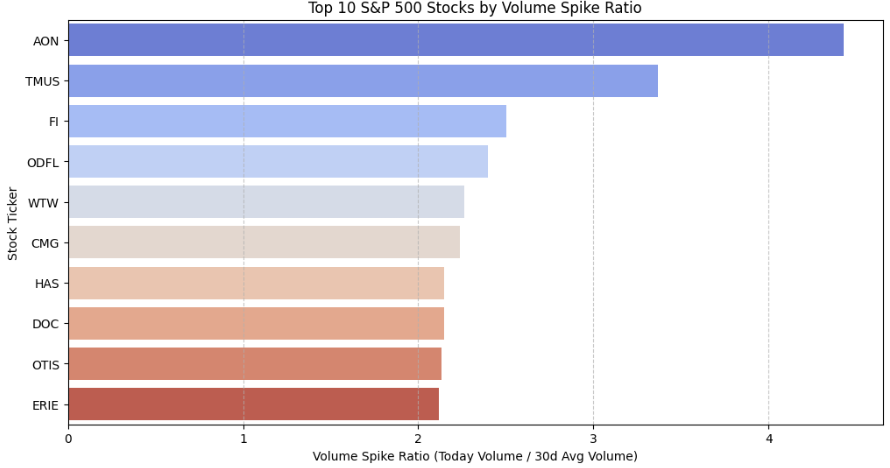 Top 10 S&P 500 Stocks by Volume Spike Ratio
Stock Ticker
AON
TMUS
FI
ODFL
WTW
CMG
HAS
DOC
OTIS
ERIE
0 1 2 3 4
Volume Spike Ratio (Today Volume / 30d Avg Volume)